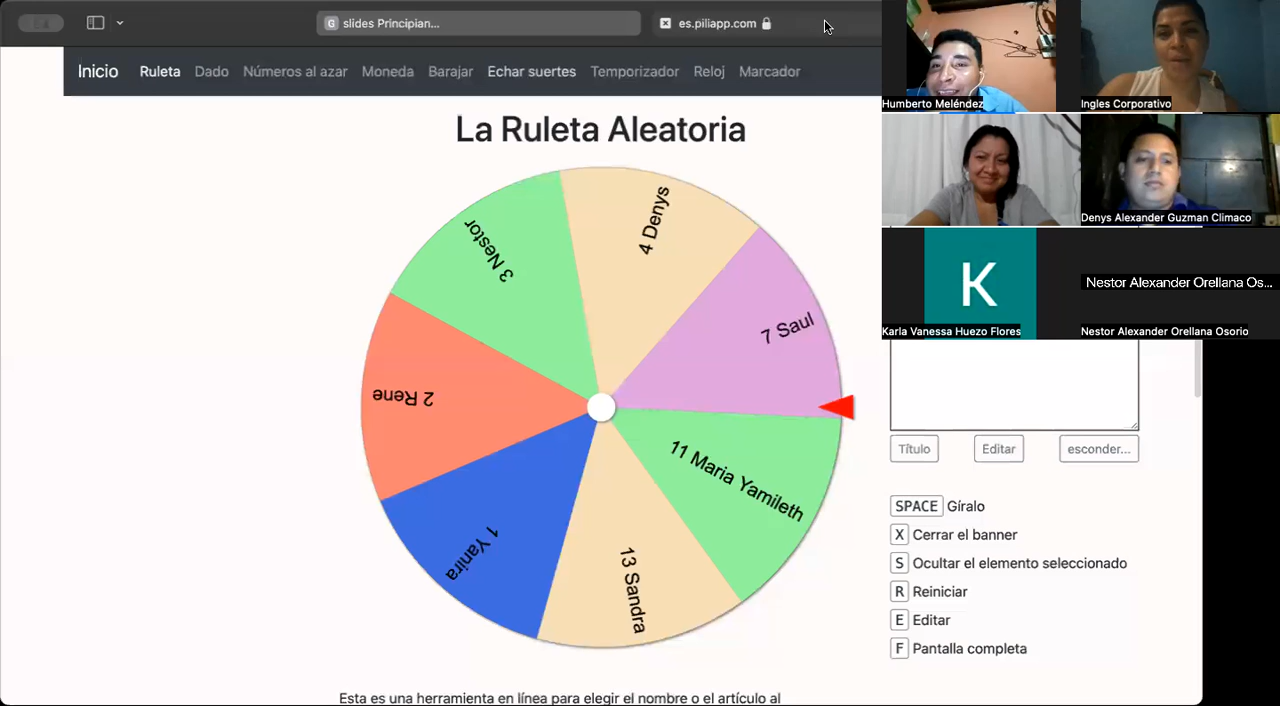 slides Principian...
es.piliapp.com
Inicio Ruleta Dado Números al azar Moneda Barajar Echar suertes Temporizador Reloj Marcador
La Ruleta Aleatoria
4 Denys
3 Nestor
7 Saul
2 Rene
11 Maria Yamileth
1 Yanira
13 Sandra
Humberto Meléndez
Ingles Corporativo
Denys Alexander Guzman Climaco
K
Karla Vanessa Huezo Flores
Nestor Alexander Orellana Os...
Nestor Alexander Orellana Osorio
Título Editar esconder...
SPACE Gíralo
X Cerrar el banner
S Ocultar el elemento seleccionado
R Reiniciar
E Editar
F Pantalla completa
Esta es una herramienta en línea para elegir el nombre o el artículo al